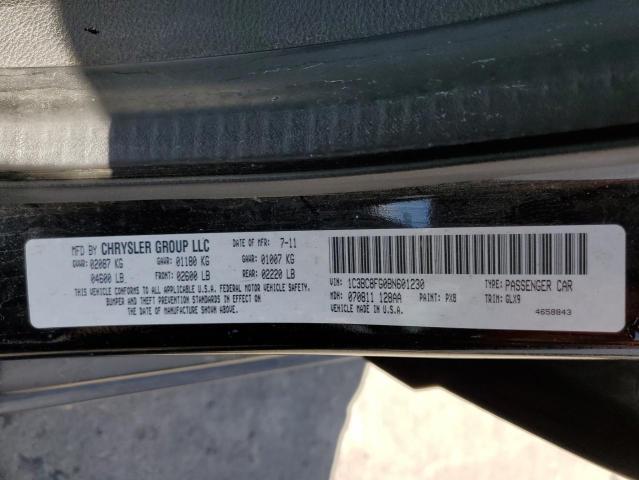 MFD BY CHRYSLER GROUP LLC DATE OF MFR: 7-11
GVWR: 02087 KG GAWR: 01180 KG GAWR: 01007 KG
04600 LB FRONT: 02600 LB REAR: 02220 LB
THIS VEHICLE CONFORMS TO ALL APPLICABLE U.S.A. FEDERAL MOTOR VEHICLE SAFETY,
BUMPER AND THEFT PREVENTION STANDARDS IN EFFECT ON
THE DATE OF MANUFACTURE SHOWN ABOVE.
VIN: 1C3BC8FG0BN601230 TYPE: PASSENGER CAR
MDH: 070811 128AA PAINT: PX8 TRIM: GLX9
VEHICLE MADE IN U.S.A. 4658843